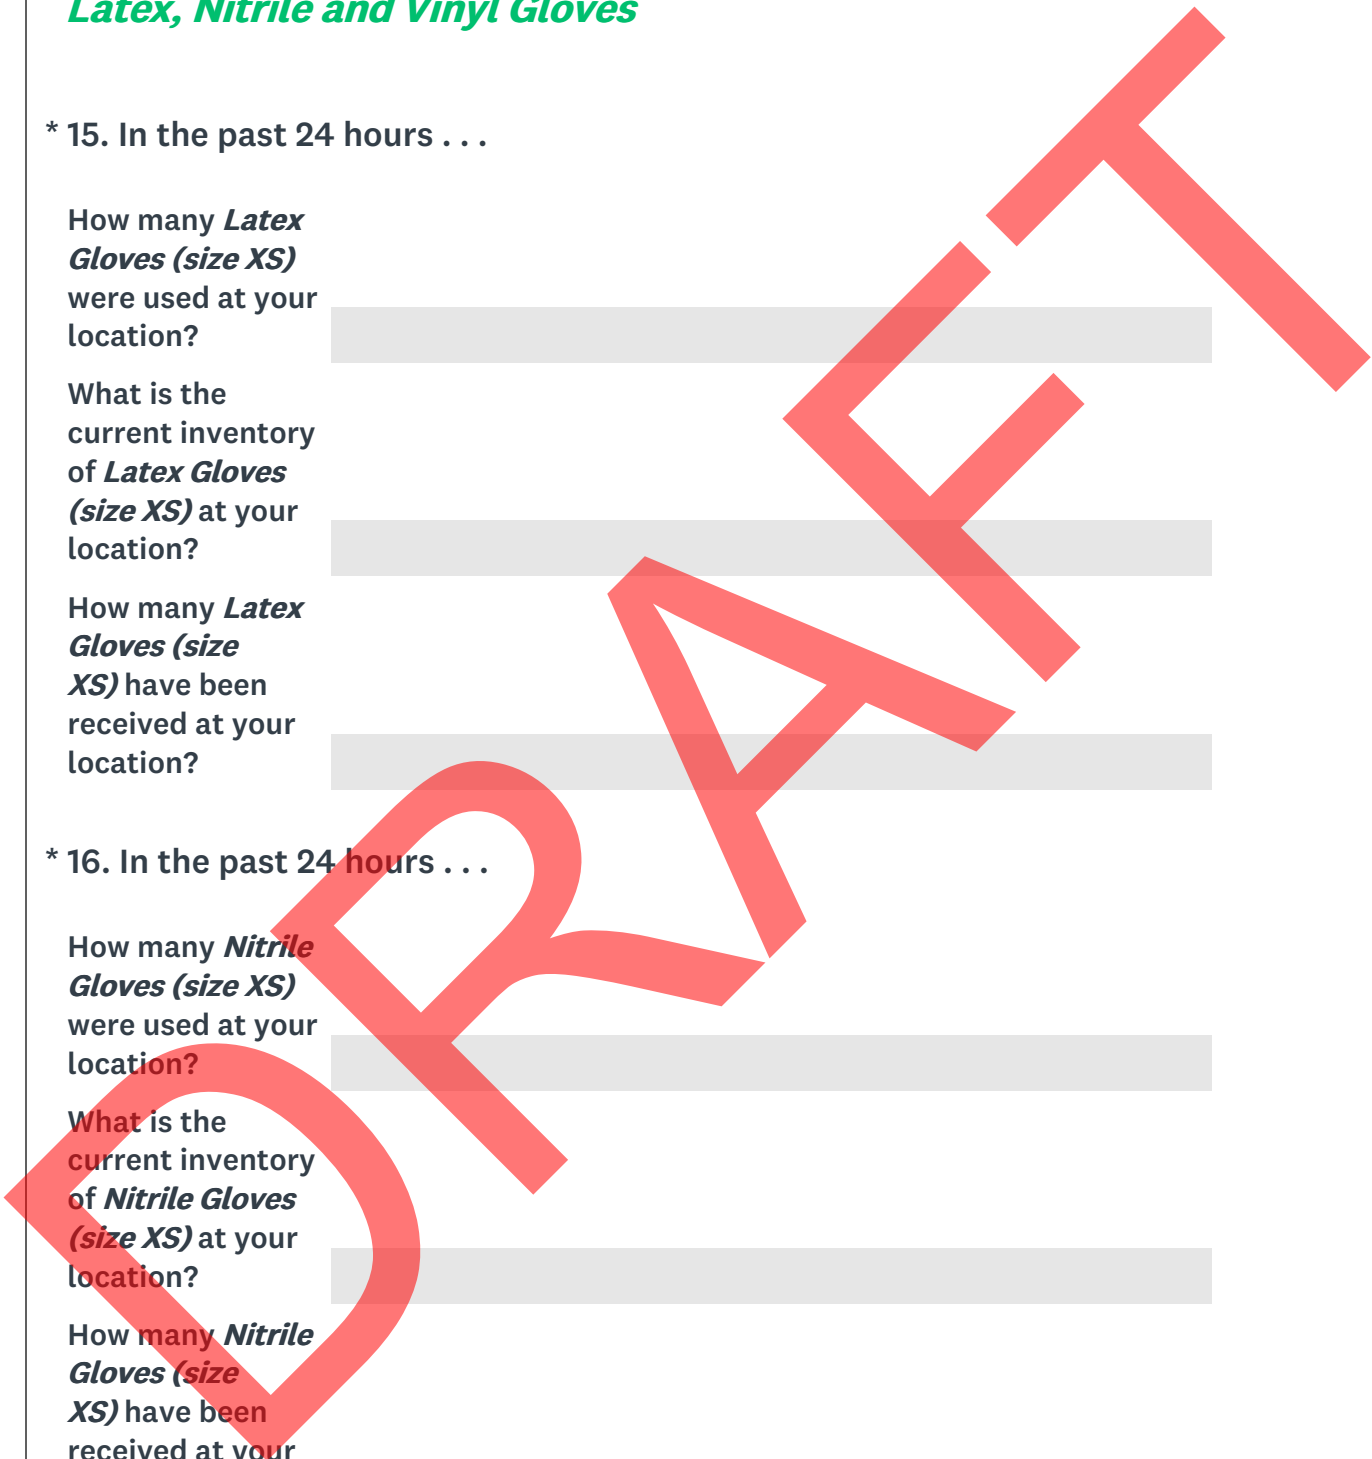 Latex, Nitrile and Vinyl Gloves
* 15. In the past 24 hours . . .
How many Latex
Gloves (size XS)
were used at your
location?
What is the
current inventory
of Latex Gloves
(size XS) at your
location?
How many Latex
Gloves (size
XS) have been
received at your
location?
* 16. In the past 24 hours . . .
How many Nitrile
Gloves (size XS)
were used at your
location?
What is the
current inventory
of Nitrile Gloves
(size XS) at your
location?
How many Nitrile
Gloves (size
XS) have been
received at your
DRAFT